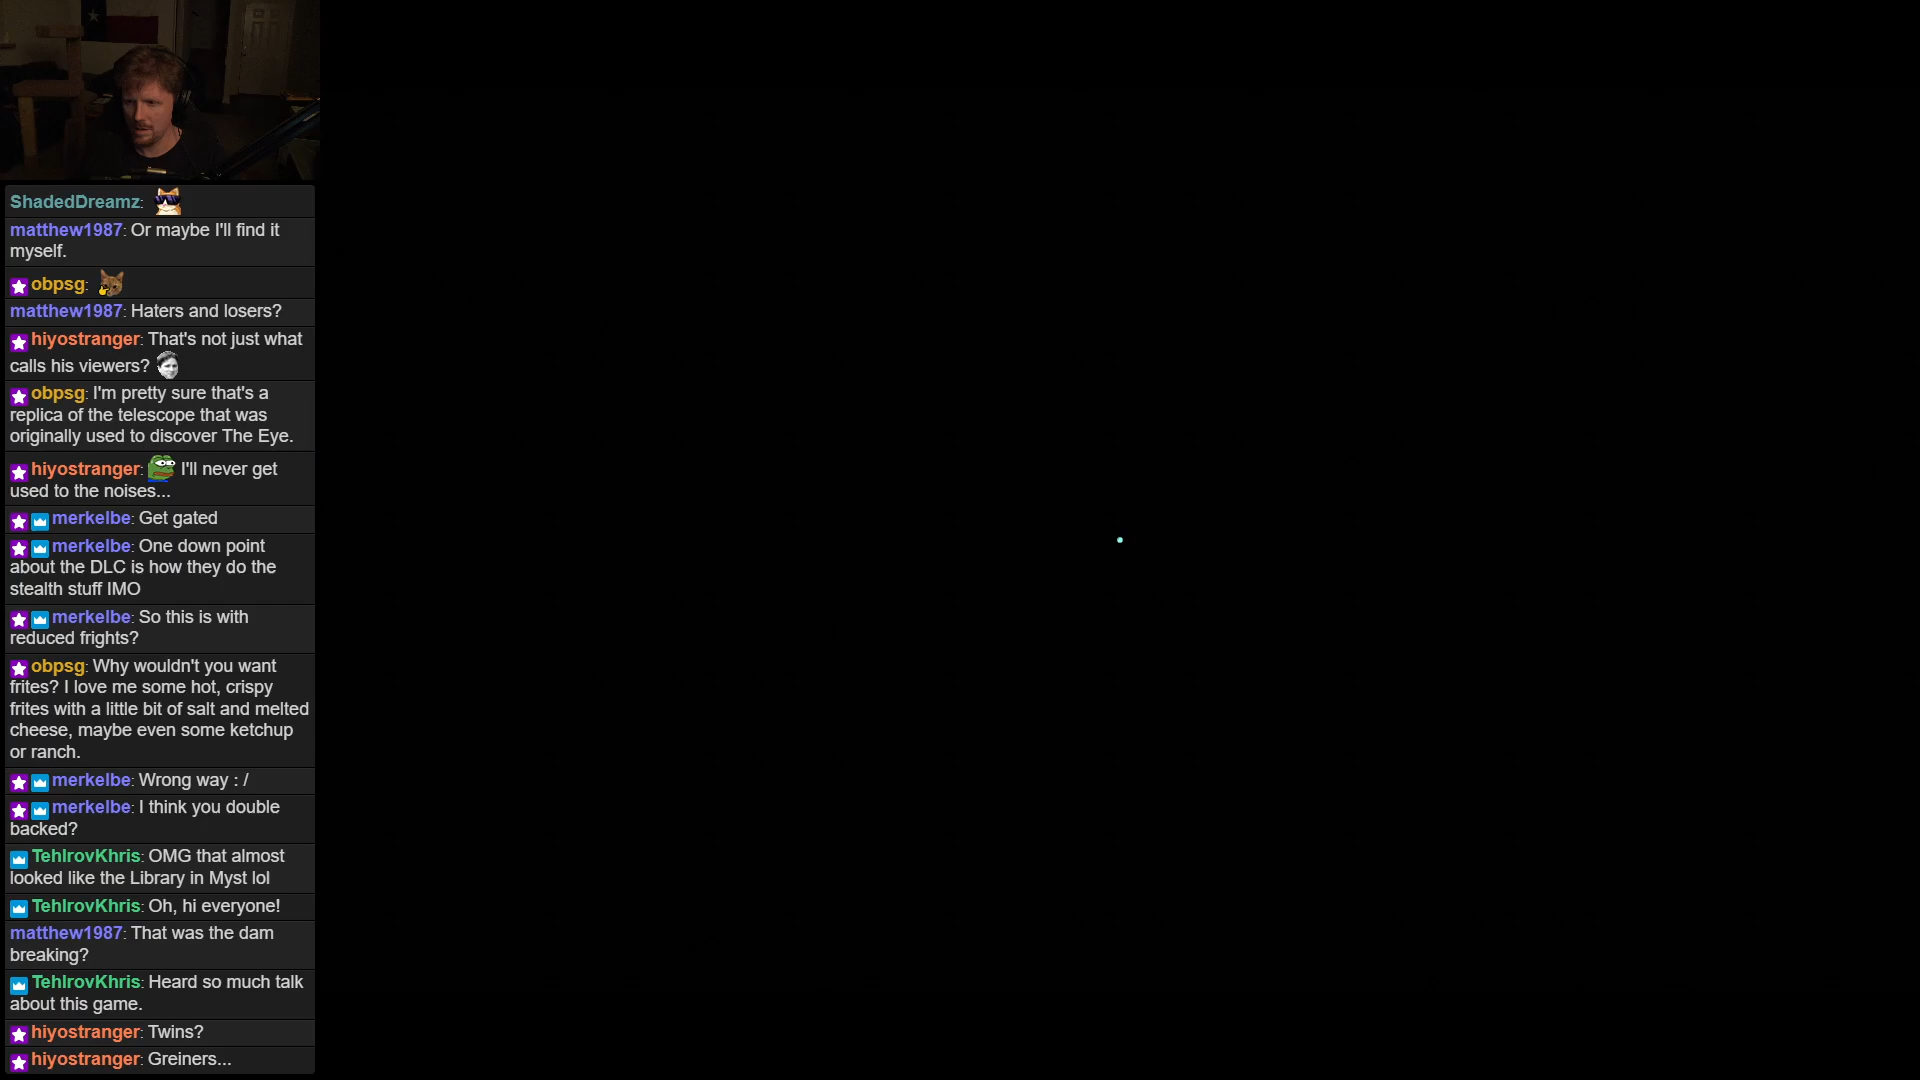 ShadedDreamz:
matthew1987: Or maybe I'll find it
myself.
obpsg:
matthew1987: Haters and losers?
hiyostranger: That's not just what
calls his viewers?
obpsg: I'm pretty sure that's a
replica of the telescope that was
originally used to discover The Eye.
hiyostranger: I'll never get
used to the noises...
merkelbe: Get gated
merkelbe: One down point
about the DLC is how they do the
stealth stuff IMO
merkelbe: So this is with
reduced frights?
obpsg: Why wouldn't you want
frites? I love me some hot, crispy
frites with a little bit of salt and melted
cheese, maybe even some ketchup
or ranch.
merkelbe: Wrong way : /
merkelbe: I think you double
backed?
TehIrovKhris: OMG that almost
looked like the Library in Myst lol
TehIrovKhris: Oh, hi everyone!
matthew1987: That was the dam
breaking?
TehIrovKhris: Heard so much talk
about this game.
hiyostranger: Twins?
hiyostranger: Greiners...